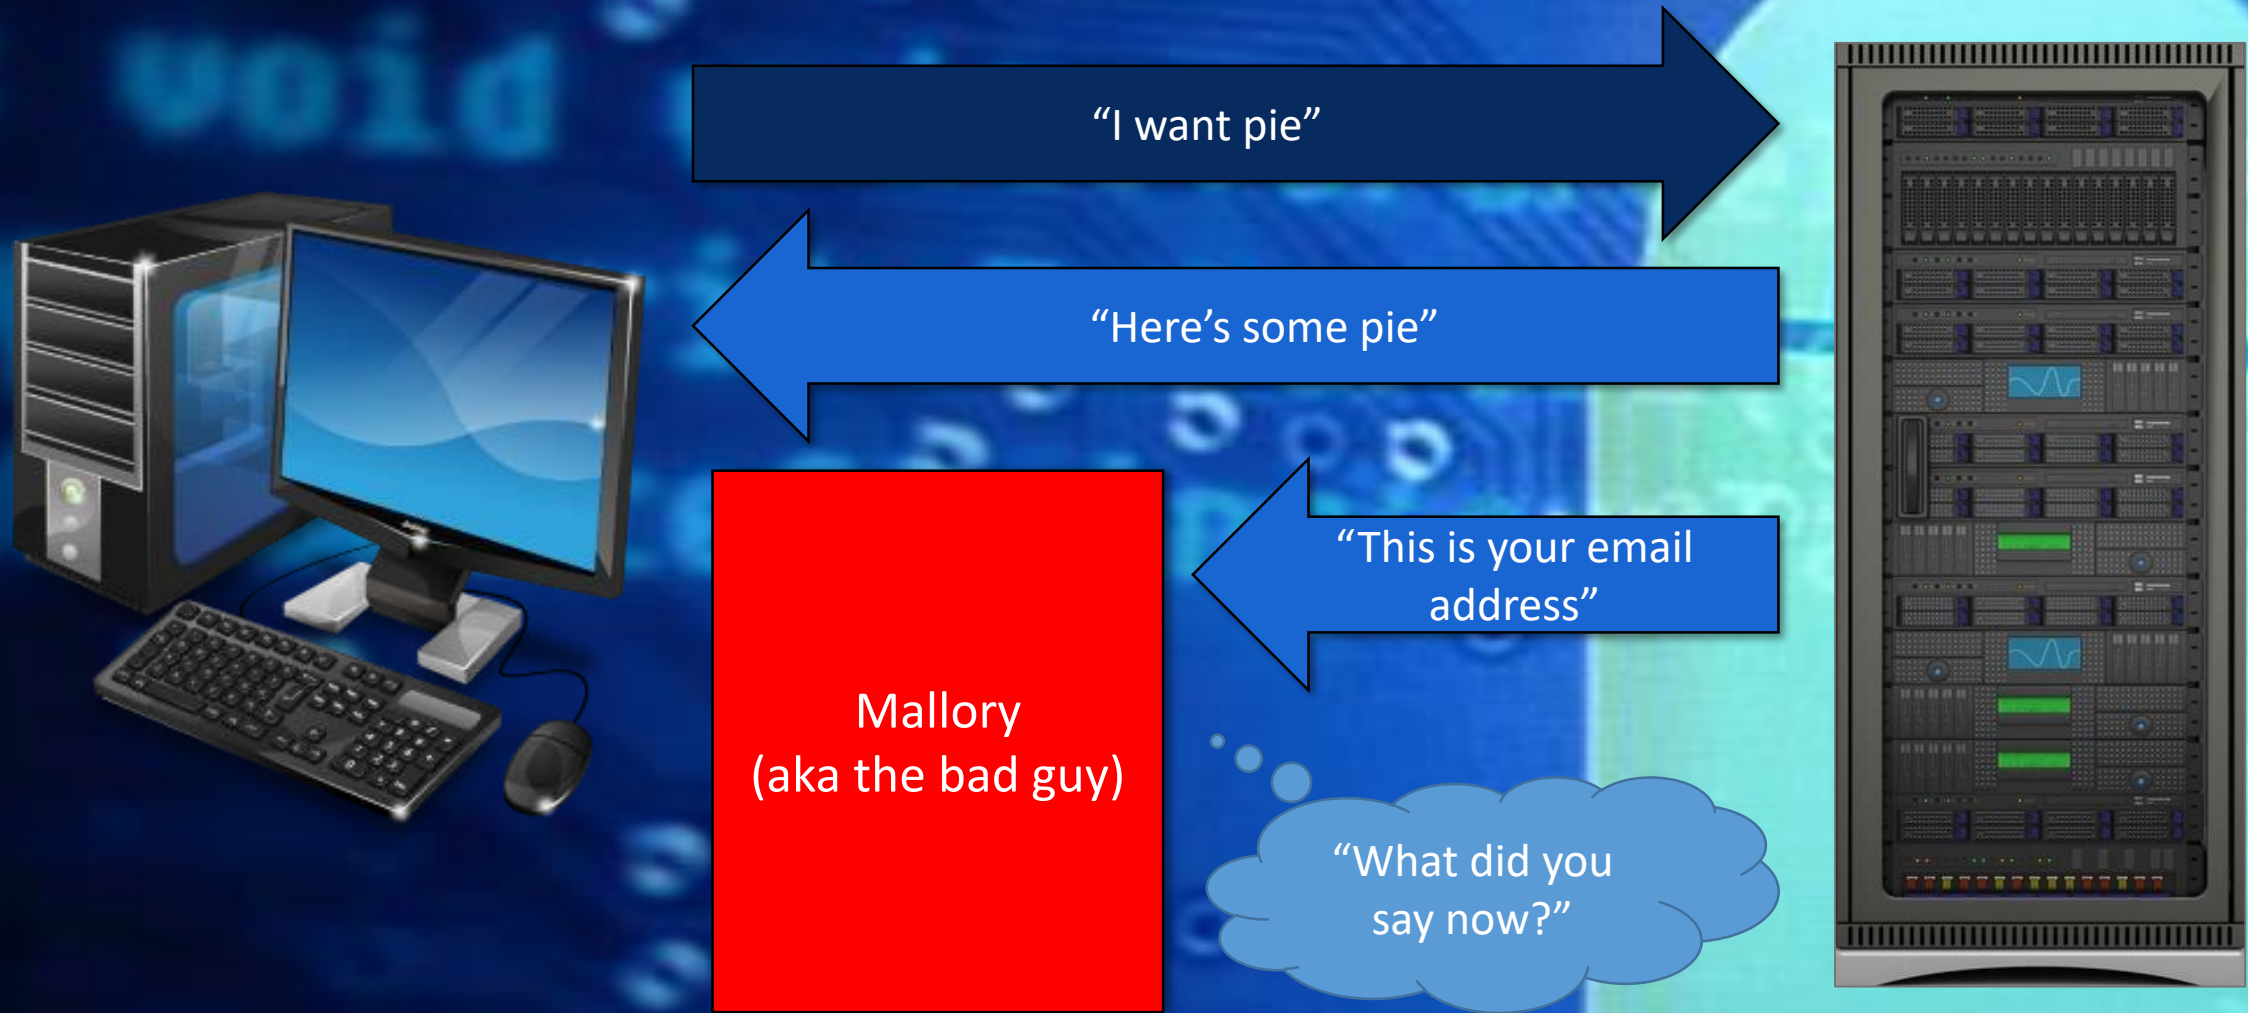 void
“I want pie”
“Here’s some pie”
“This is your email
address”
Mallory
(aka the bad guy)
“What did you
say now?”